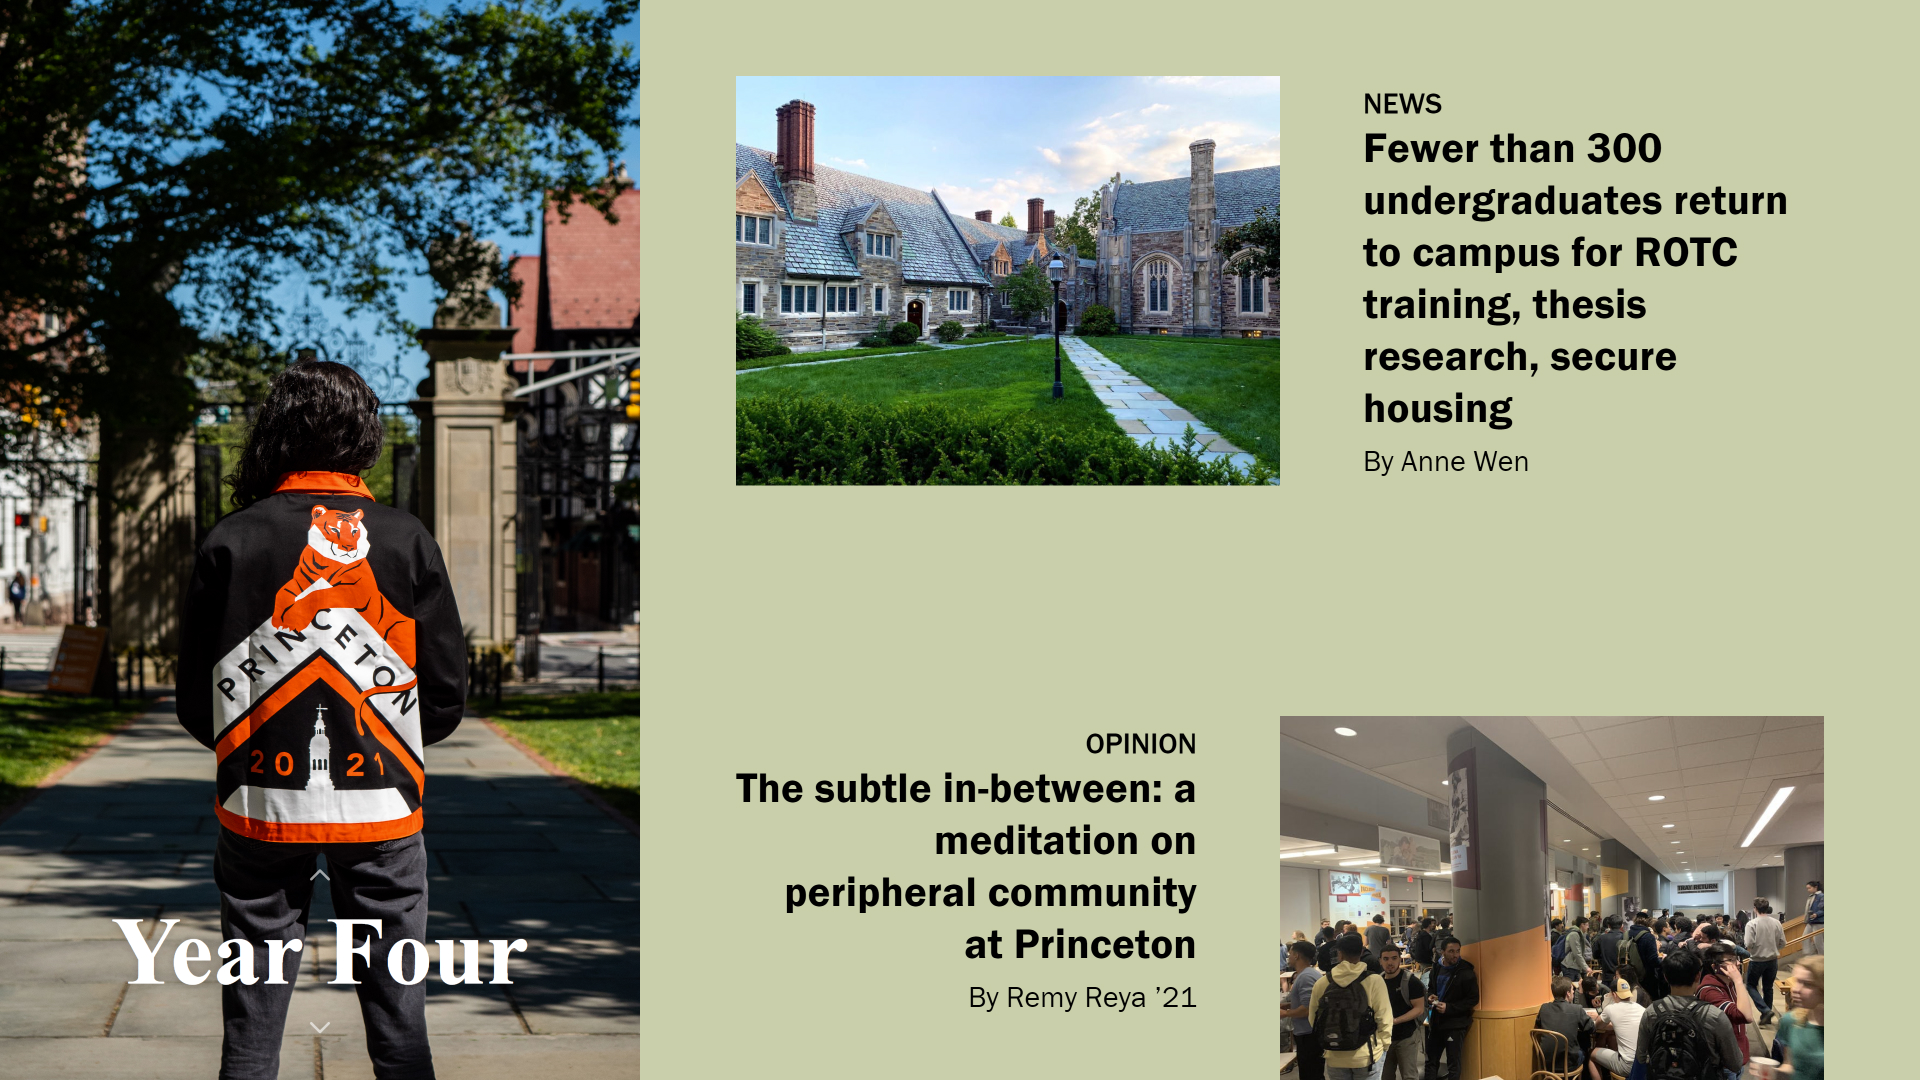 PRINCETON
20 21
Year Four
NEWS
Fewer than 300
undergraduates return
to campus for ROTC
training, thesis
research, secure
housing
By Anne Wen
OPINION
The subtle in-between: a
meditation on
peripheral community
at Princeton
By Remy Reya ’21
TRAY RETURN